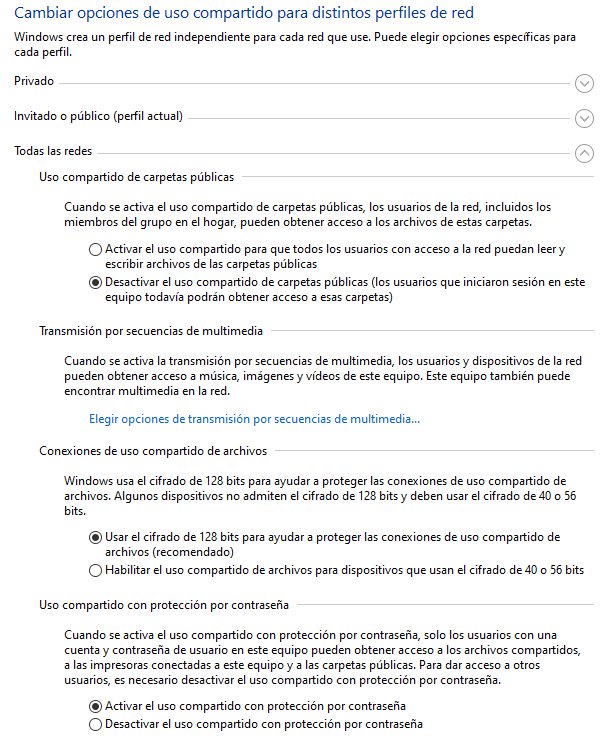 Cambiar opciones de uso compartido para distintos perfiles de red
Windows crea un perfil de red independiente para cada red que use. Puede elegir opciones específicas para
cada perfil.
Privado
Invitado o público (perfil actual)
Todas las redes
Uso compartido de carpetas públicas
Cuando se activa el uso compartido de carpetas públicas, los usuarios de la red, incluidos los
miembros del grupo en el hogar, pueden obtener acceso a los archivos de estas carpetas.
Activar el uso compartido para que todos los usuarios con acceso a la red puedan leer y
escribir archivos de las carpetas públicas
Desactivar el uso compartido de carpetas públicas (los usuarios que iniciaron sesión en este
equipo todavía podrán obtener acceso a esas carpetas)
Transmisión por secuencias de multimedia
Cuando se activa la transmisión por secuencias de multimedia, los usuarios y dispositivos de la red
pueden obtener acceso a música, imágenes y vídeos de este equipo. Este equipo también puede
encontrar multimedia en la red.
Elegir opciones de transmisión por secuencias de multimedia...
Conexiones de uso compartido de archivos
Windows usa el cifrado de 128 bits para ayudar a proteger las conexiones de uso compartido de
archivos. Algunos dispositivos no admiten el cifrado de 128 bits y deben usar el cifrado de 40 o 56
bits.
Usar el cifrado de 128 bits para ayudar a proteger las conexiones de uso compartido de
archivos (recomendado)
Habilitar el uso compartido de archivos para dispositivos que usan el cifrado de 40 o 56 bits
Uso compartido con protección por contraseña
Cuando se activa el uso compartido con protección por contraseña, solo los usuarios con una
cuenta y contraseña de usuario en este equipo pueden obtener acceso a los archivos compartidos,
a las impresoras conectadas a este equipo y a las carpetas públicas. Para dar acceso a otros
usuarios, es necesario desactivar el uso compartido con protección por contraseña.
Activar el uso compartido con protección por contraseña
Desactivar el uso compartido con protección por contraseña